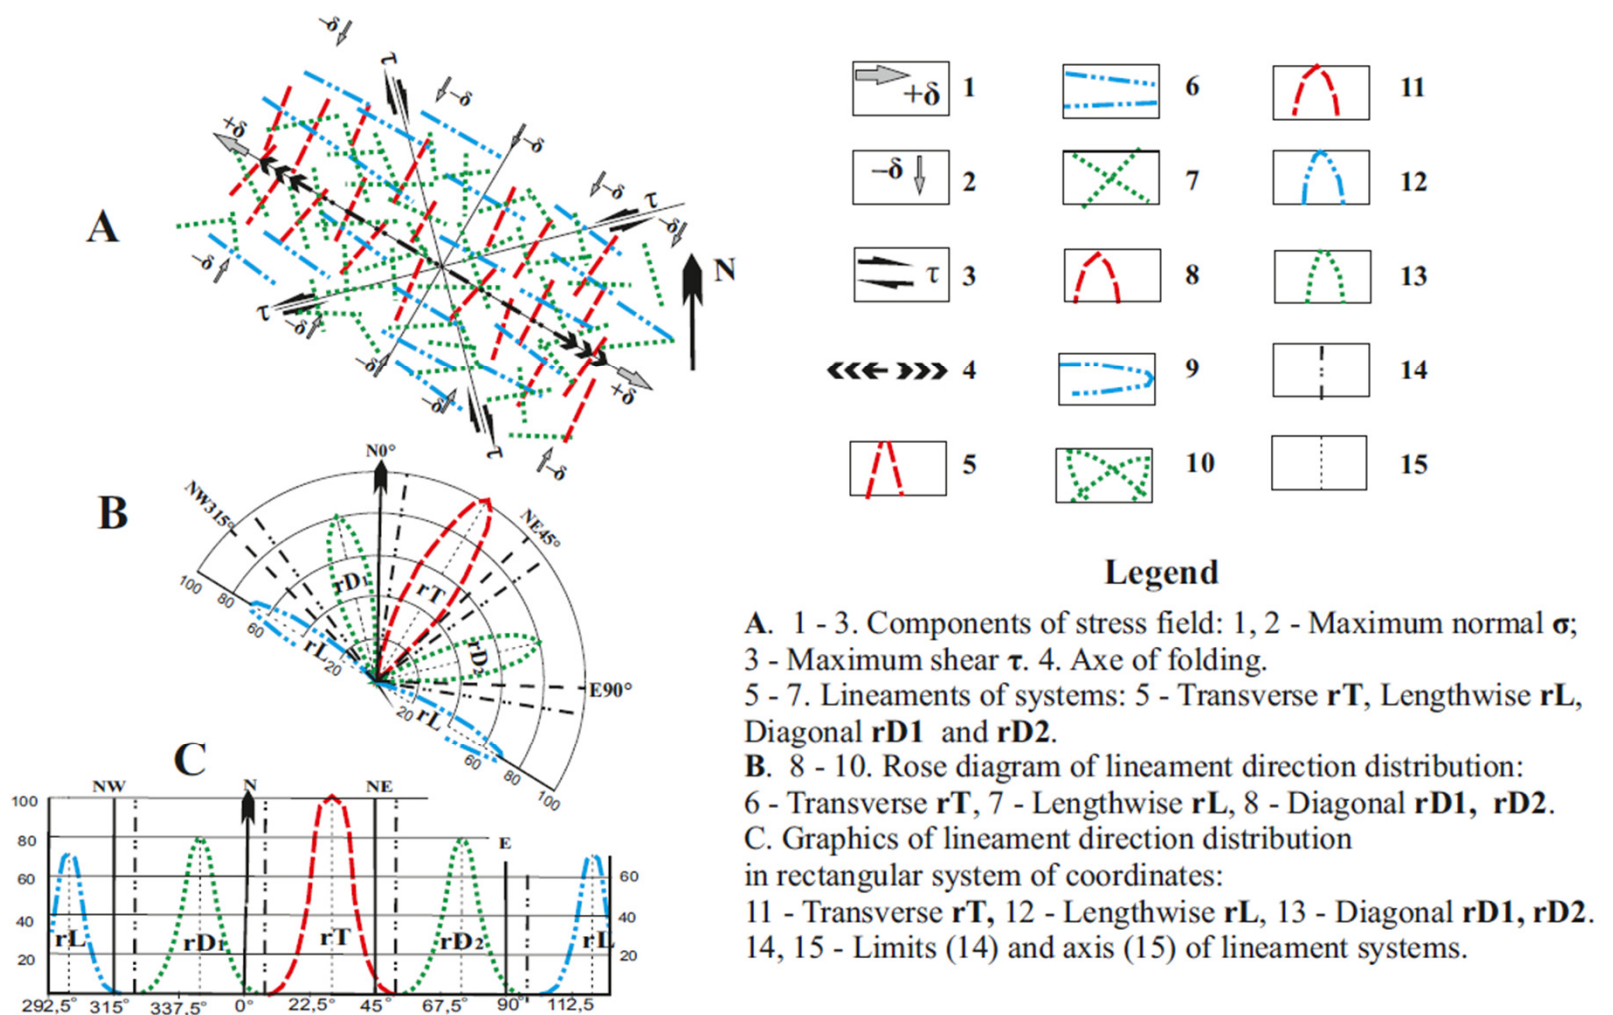 A
–δ
τ
–δ
–δ
+δ
–δ
τ
–δ
–δ
N
τ
–δ
–δ
+δ
–δ
τ
–δ
+δ 1
–δ 2
τ 3
4
5
6
7
8
9
10
11
12
13
14
15
B
N0°
NW315°
NE45°
E90°
100
80
60
20
rL
rD1
rT
rD2
20
rL
60
80
100
C
NW
N
NE
E
100
80
60
40
20
60
40
20
rL
rD1
rT
rD2
rL
292,5° 315° 337,5° 0° 22,5° 45° 67,5° 90° 112,5
Legend
A. 1 - 3. Components of stress field: 1, 2 - Maximum normal σ;
3 - Maximum shear τ. 4. Axe of folding.
5 - 7. Lineaments of systems: 5 - Transverse rT, Lengthwise rL,
Diagonal rD1 and rD2.
B. 8 - 10. Rose diagram of lineament direction distribution:
6 - Transverse rT, 7 - Lengthwise rL, 8 - Diagonal rD1, rD2.
C. Graphics of lineament direction distribution
in rectangular system of coordinates:
11 - Transverse rT, 12 - Lengthwise rL, 13 - Diagonal rD1, rD2.
14, 15 - Limits (14) and axis (15) of lineament systems.